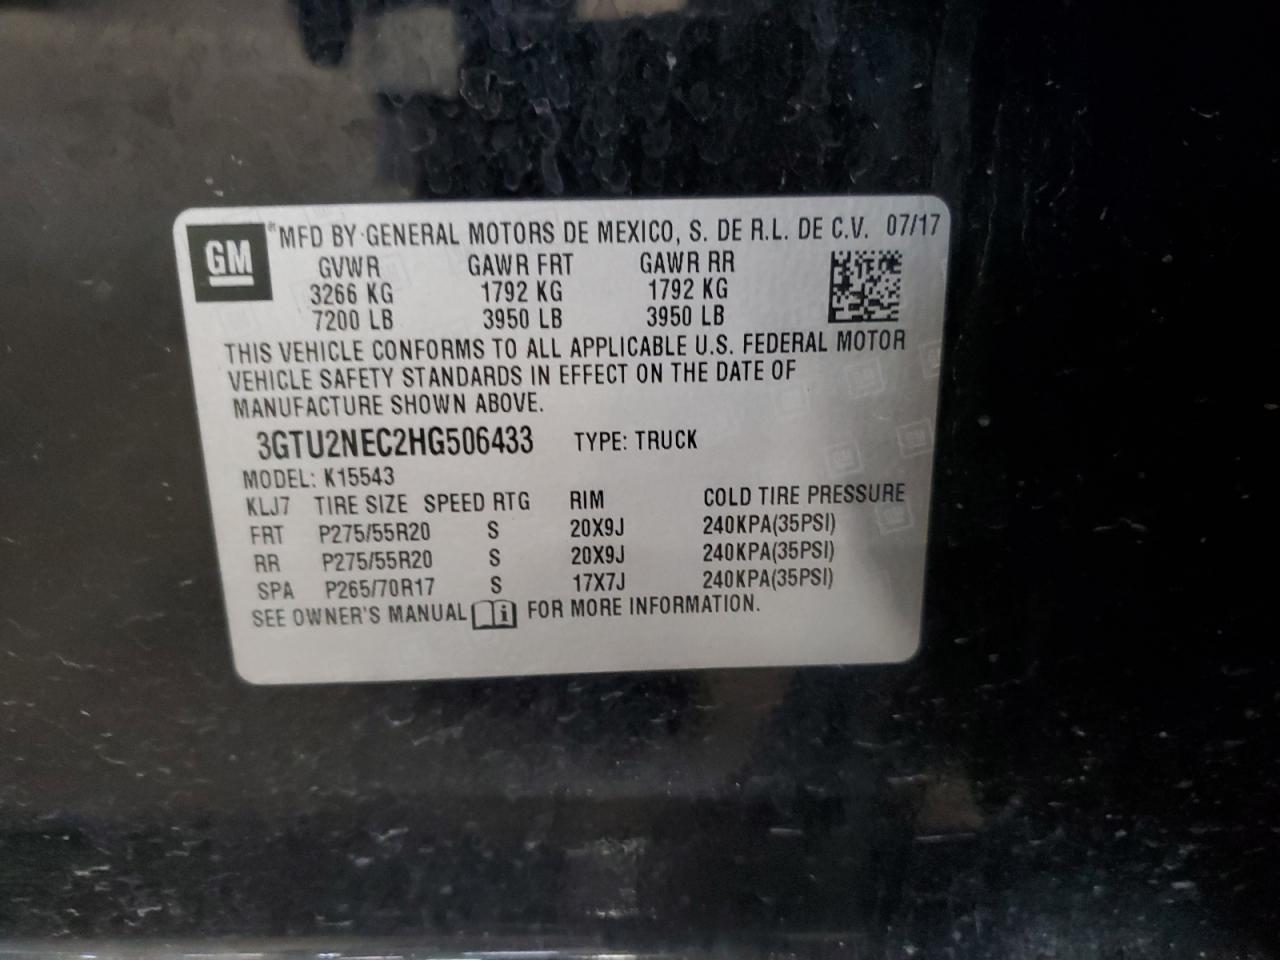 GM
® MFD BY GENERAL MOTORS DE MEXICO, S. DE R.L. DE C.V. 07/17
GVWR GAWR FRT GAWR RR
3266 KG 1792 KG 1792 KG
7200 LB 3950 LB 3950 LB
THIS VEHICLE CONFORMS TO ALL APPLICABLE U.S. FEDERAL MOTOR
VEHICLE SAFETY STANDARDS IN EFFECT ON THE DATE OF
MANUFACTURE SHOWN ABOVE.
3GTU2NEC2HG506433 TYPE: TRUCK
MODEL: K15543
KLJ7 TIRE SIZE SPEED RTG RIM COLD TIRE PRESSURE
FRT P275/55R20 S 20X9J 240KPA(35PSI)
RR P275/55R20 S 20X9J 240KPA(35PSI)
SPA P265/70R17 S 17X7J 240KPA(35PSI)
SEE OWNER'S MANUAL i FOR MORE INFORMATION.